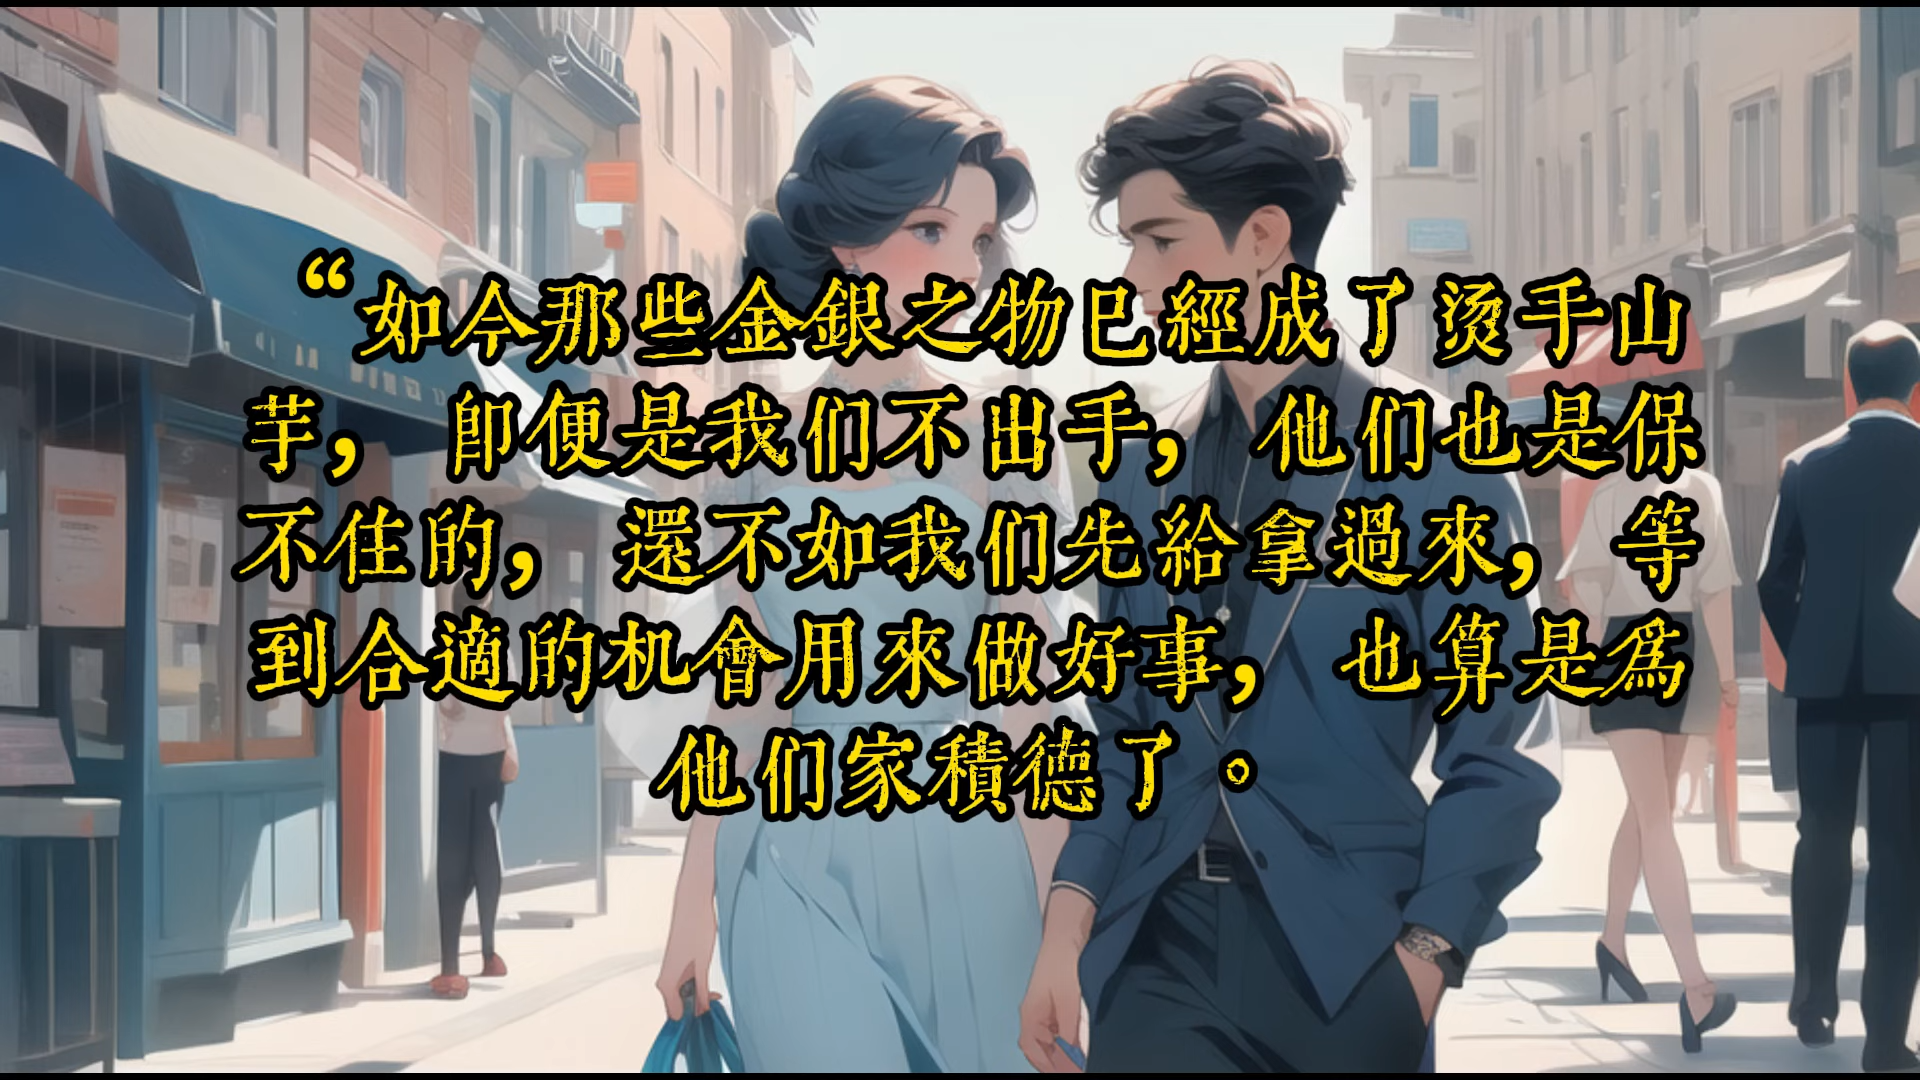 “如今那些金銀之物已經成了燙手山
芋，即便是我们不出手，他们也是保
不住的，還不如我们先給拿過來，等
到合適的机會用來做好事，也算是爲
他们家積德了。